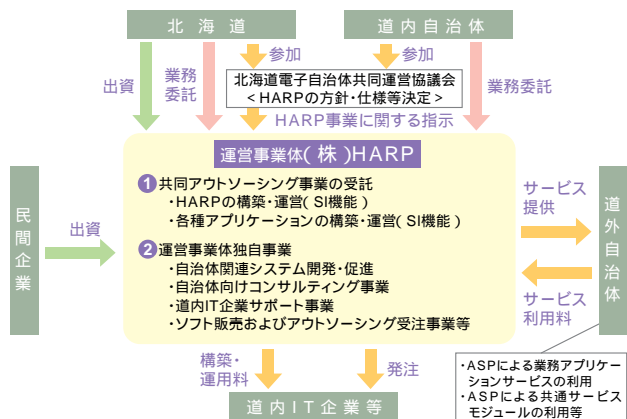 北海道
道内自治体
出資
業務
委託
参加
参加
業務委託
北海道電子自治体共同運営協議会
＜HARPの方針・仕様等決定＞
HARP事業に関する指示
運営事業体(株)HARP
❶共同アウトソーシング事業の受託
・HARPの構築・運営(SI機能)
・各種アプリケーションの構築・運営(SI機能)
❷運営事業体独自事業
・自治体関連システム開発・促進
・自治体向けコンサルティング事業
・道内IT企業サポート事業
・ソフト販売およびアウトソーシング受注事業等
民間企業
出資
サービス
提供
サービス
利用料
道外自治体
構築・
運用料
発注
道内IT企業等
・ASPによる業務アプリケー
ションサービスの利用
・ASPによる共通サービス
モジュールの利用等